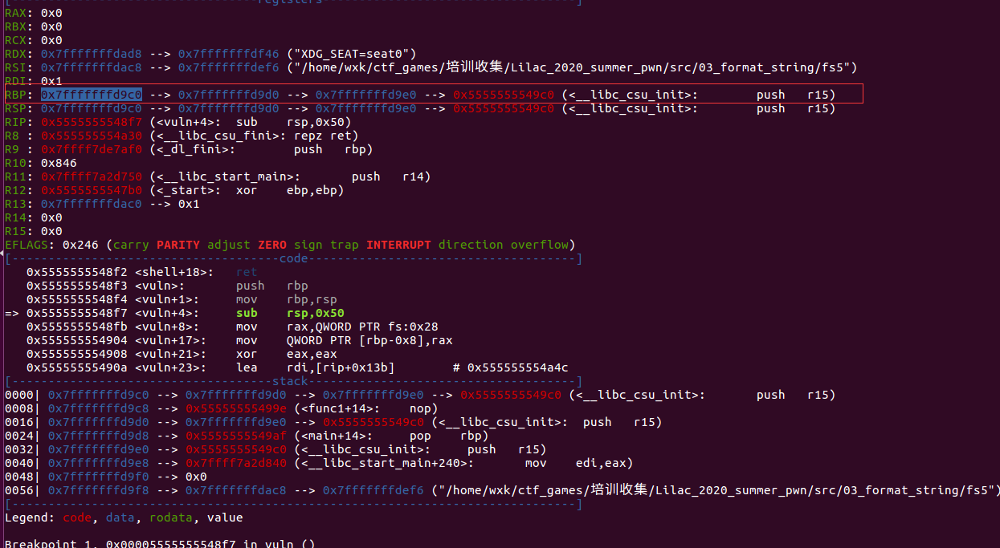 [------------------------------------registers-------------------------------------]
RAX: 0x0
RBX: 0x0
RCX: 0x0
RDX: 0x7fffffffdad8 --> 0x7fffffffdf46 ("XDG_SEAT=seat0")
RSI: 0x7fffffffdac8 --> 0x7fffffffdef6 ("/home/wxk/ctf_games/培训收集/Lilac_2020_summer_pwn/src/03_format_string/fs5")
RDI: 0x1
RBP: 0x7fffffffd9c0 --> 0x7fffffffd9d0 --> 0x7fffffffd9e0 --> 0x5555555549c0 (<__libc_csu_init>: push r15)
RSP: 0x7fffffffd9c0 --> 0x7fffffffd9d0 --> 0x7fffffffd9e0 --> 0x5555555549c0 (<__libc_csu_init>: push r15)
RIP: 0x5555555548f7 (<vuln+4>: sub rsp,0x50)
R8 : 0x555555554a30 (<__libc_csu_fini>: repz ret)
R9 : 0x7ffff7de7af0 (<_dl_fini>: push rbp)
R10: 0x846
R11: 0x7ffff7a2d750 (<__libc_start_main>: push r14)
R12: 0x5555555547b0 (<_start>: xor ebp,ebp)
R13: 0x7fffffffdac0 --> 0x1
R14: 0x0
R15: 0x0
EFLAGS: 0x246 (carry PARITY adjust ZERO sign trap INTERRUPT direction overflow)
[-------------------------------------code-------------------------------------]
0x5555555548f2 <shell+18>: ret
0x5555555548f3 <vuln>: push rbp
0x5555555548f4 <vuln+1>: mov rbp,rsp
=> 0x5555555548f7 <vuln+4>: sub rsp,0x50
0x5555555548fb <vuln+8>: mov rax,QWORD PTR fs:0x28
0x555555554904 <vuln+17>: mov QWORD PTR [rbp-0x8],rax
0x555555554908 <vuln+21>: xor eax,eax
0x55555555490a <vuln+23>: lea rdi,[rip+0x13b] # 0x555555554a4c
[------------------------------------stack-------------------------------------]
0000| 0x7fffffffd9c0 --> 0x7fffffffd9d0 --> 0x7fffffffd9e0 --> 0x5555555549c0 (<__libc_csu_init>: push r15)
0008| 0x7fffffffd9c8 --> 0x55555555499e (<func1+14>: nop)
0016| 0x7fffffffd9d0 --> 0x7fffffffd9e0 --> 0x5555555549c0 (<__libc_csu_init>: push r15)
0024| 0x7fffffffd9d8 --> 0x5555555549af (<main+14>: pop rbp)
0032| 0x7fffffffd9e0 --> 0x5555555549c0 (<__libc_csu_init>: push r15)
0040| 0x7fffffffd9e8 --> 0x7ffff7a2d840 (<__libc_start_main+240>: mov edi,eax)
0048| 0x7fffffffd9f0 --> 0x0
0056| 0x7fffffffd9f8 --> 0x7fffffffdac8 --> 0x7fffffffdef6 ("/home/wxk/ctf_games/培训收集/Lilac_2020_summer_pwn/src/03_format_string/fs5")
[------------------------------------------------------------------------------]
Legend: code, data, rodata, value
Breakpoint 1, 0x00005555555548f7 in vuln ()